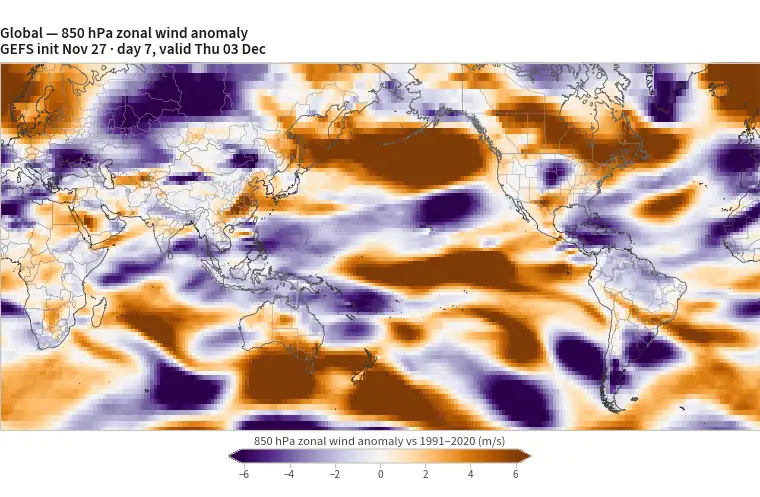 Global — 850 hPa zonal wind anomaly
GEFS init Nov 27 · day 7, valid Thu 03 Dec
850 hPa zonal wind anomaly vs 1991–2020 (m/s)
−6 −4 −2 0 2 4 6